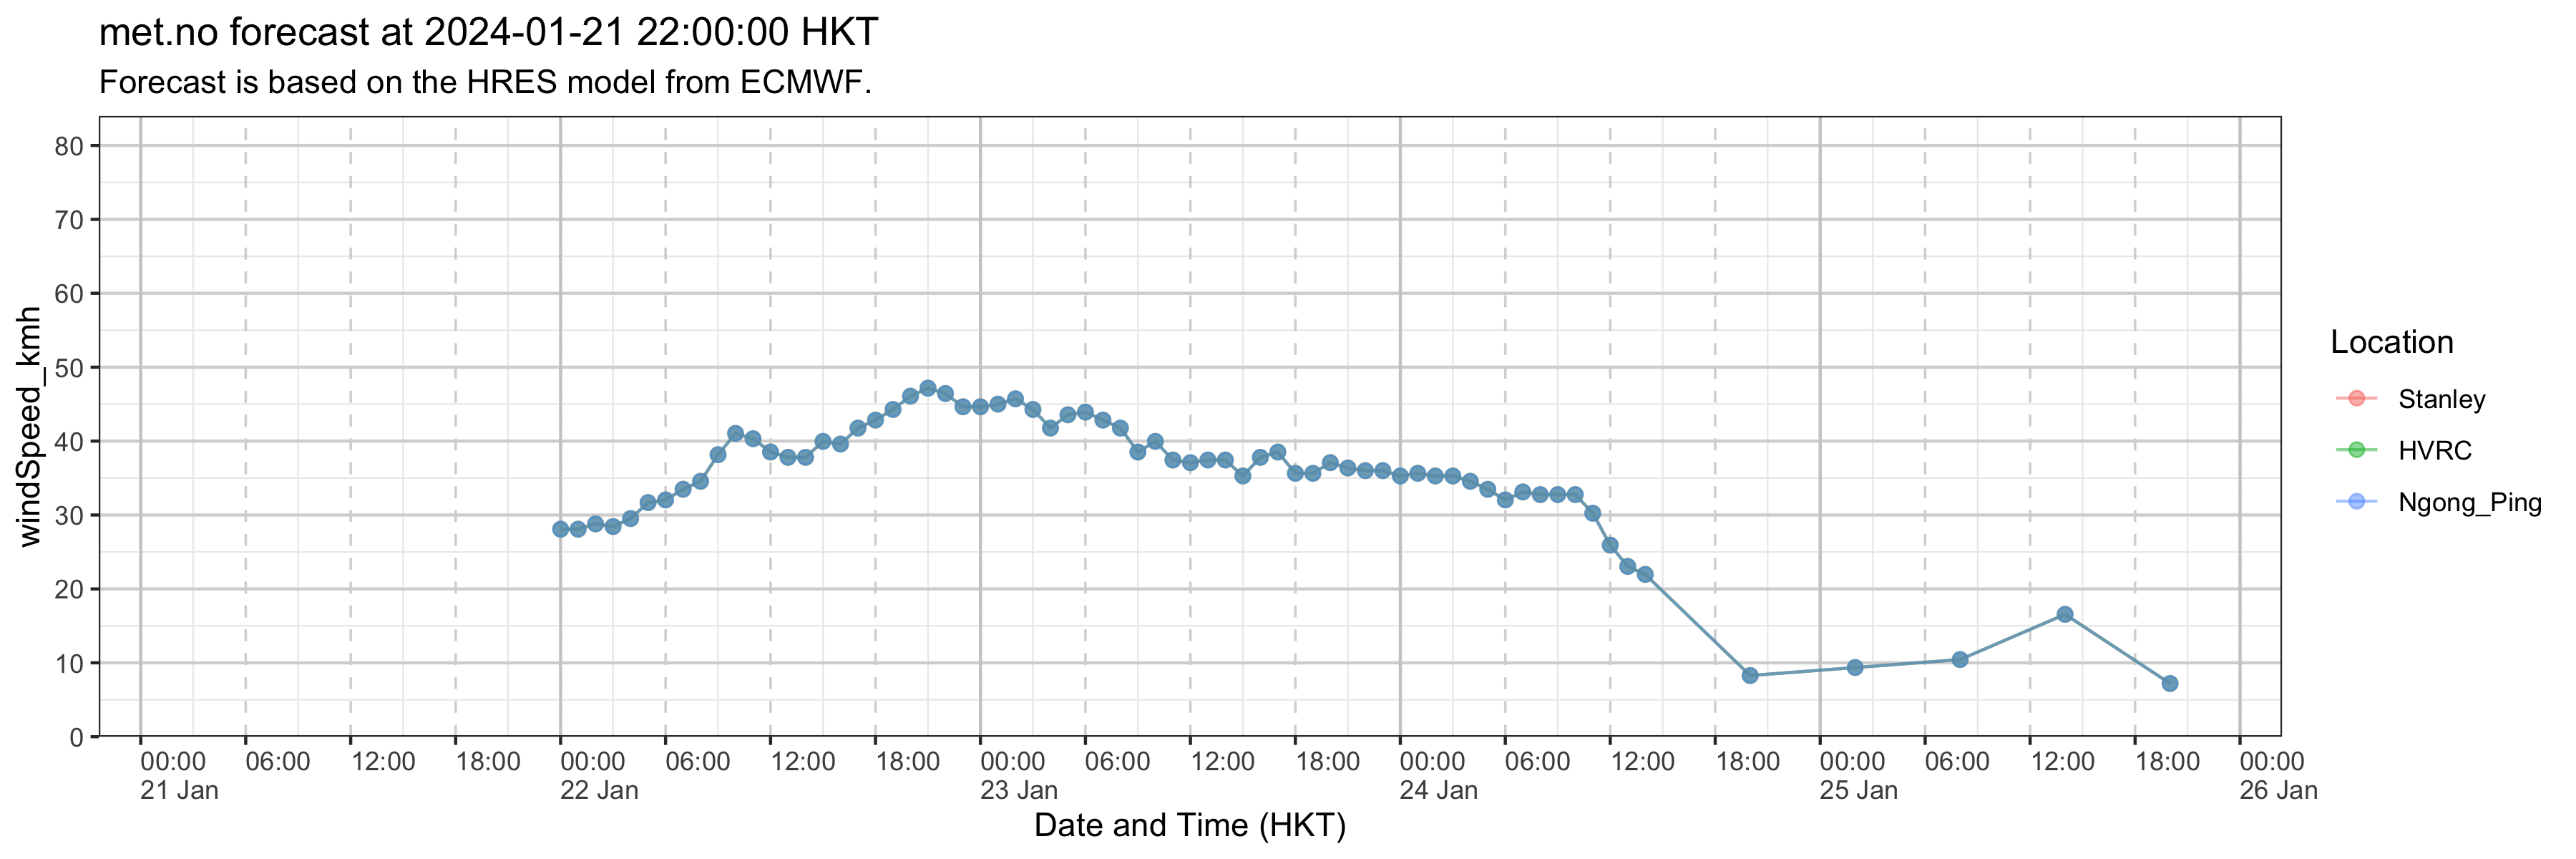 met.no forecast at 2024-01-21 22:00:00 HKT
Forecast is based on the HRES model from ECMWF.
windSpeed_kmh
80
70
60
50
40
30
20
10
0
00:00 06:00 12:00 18:00 00:00 06:00 12:00 18:00 00:00 06:00 12:00 18:00 00:00 06:00 12:00 18:00 00:00 06:00 12:00 18:00 00:00
21 Jan 22 Jan 23 Jan 24 Jan 25 Jan 26 Jan
Date and Time (HKT)
Location
Stanley
HVRC
Ngong_Ping